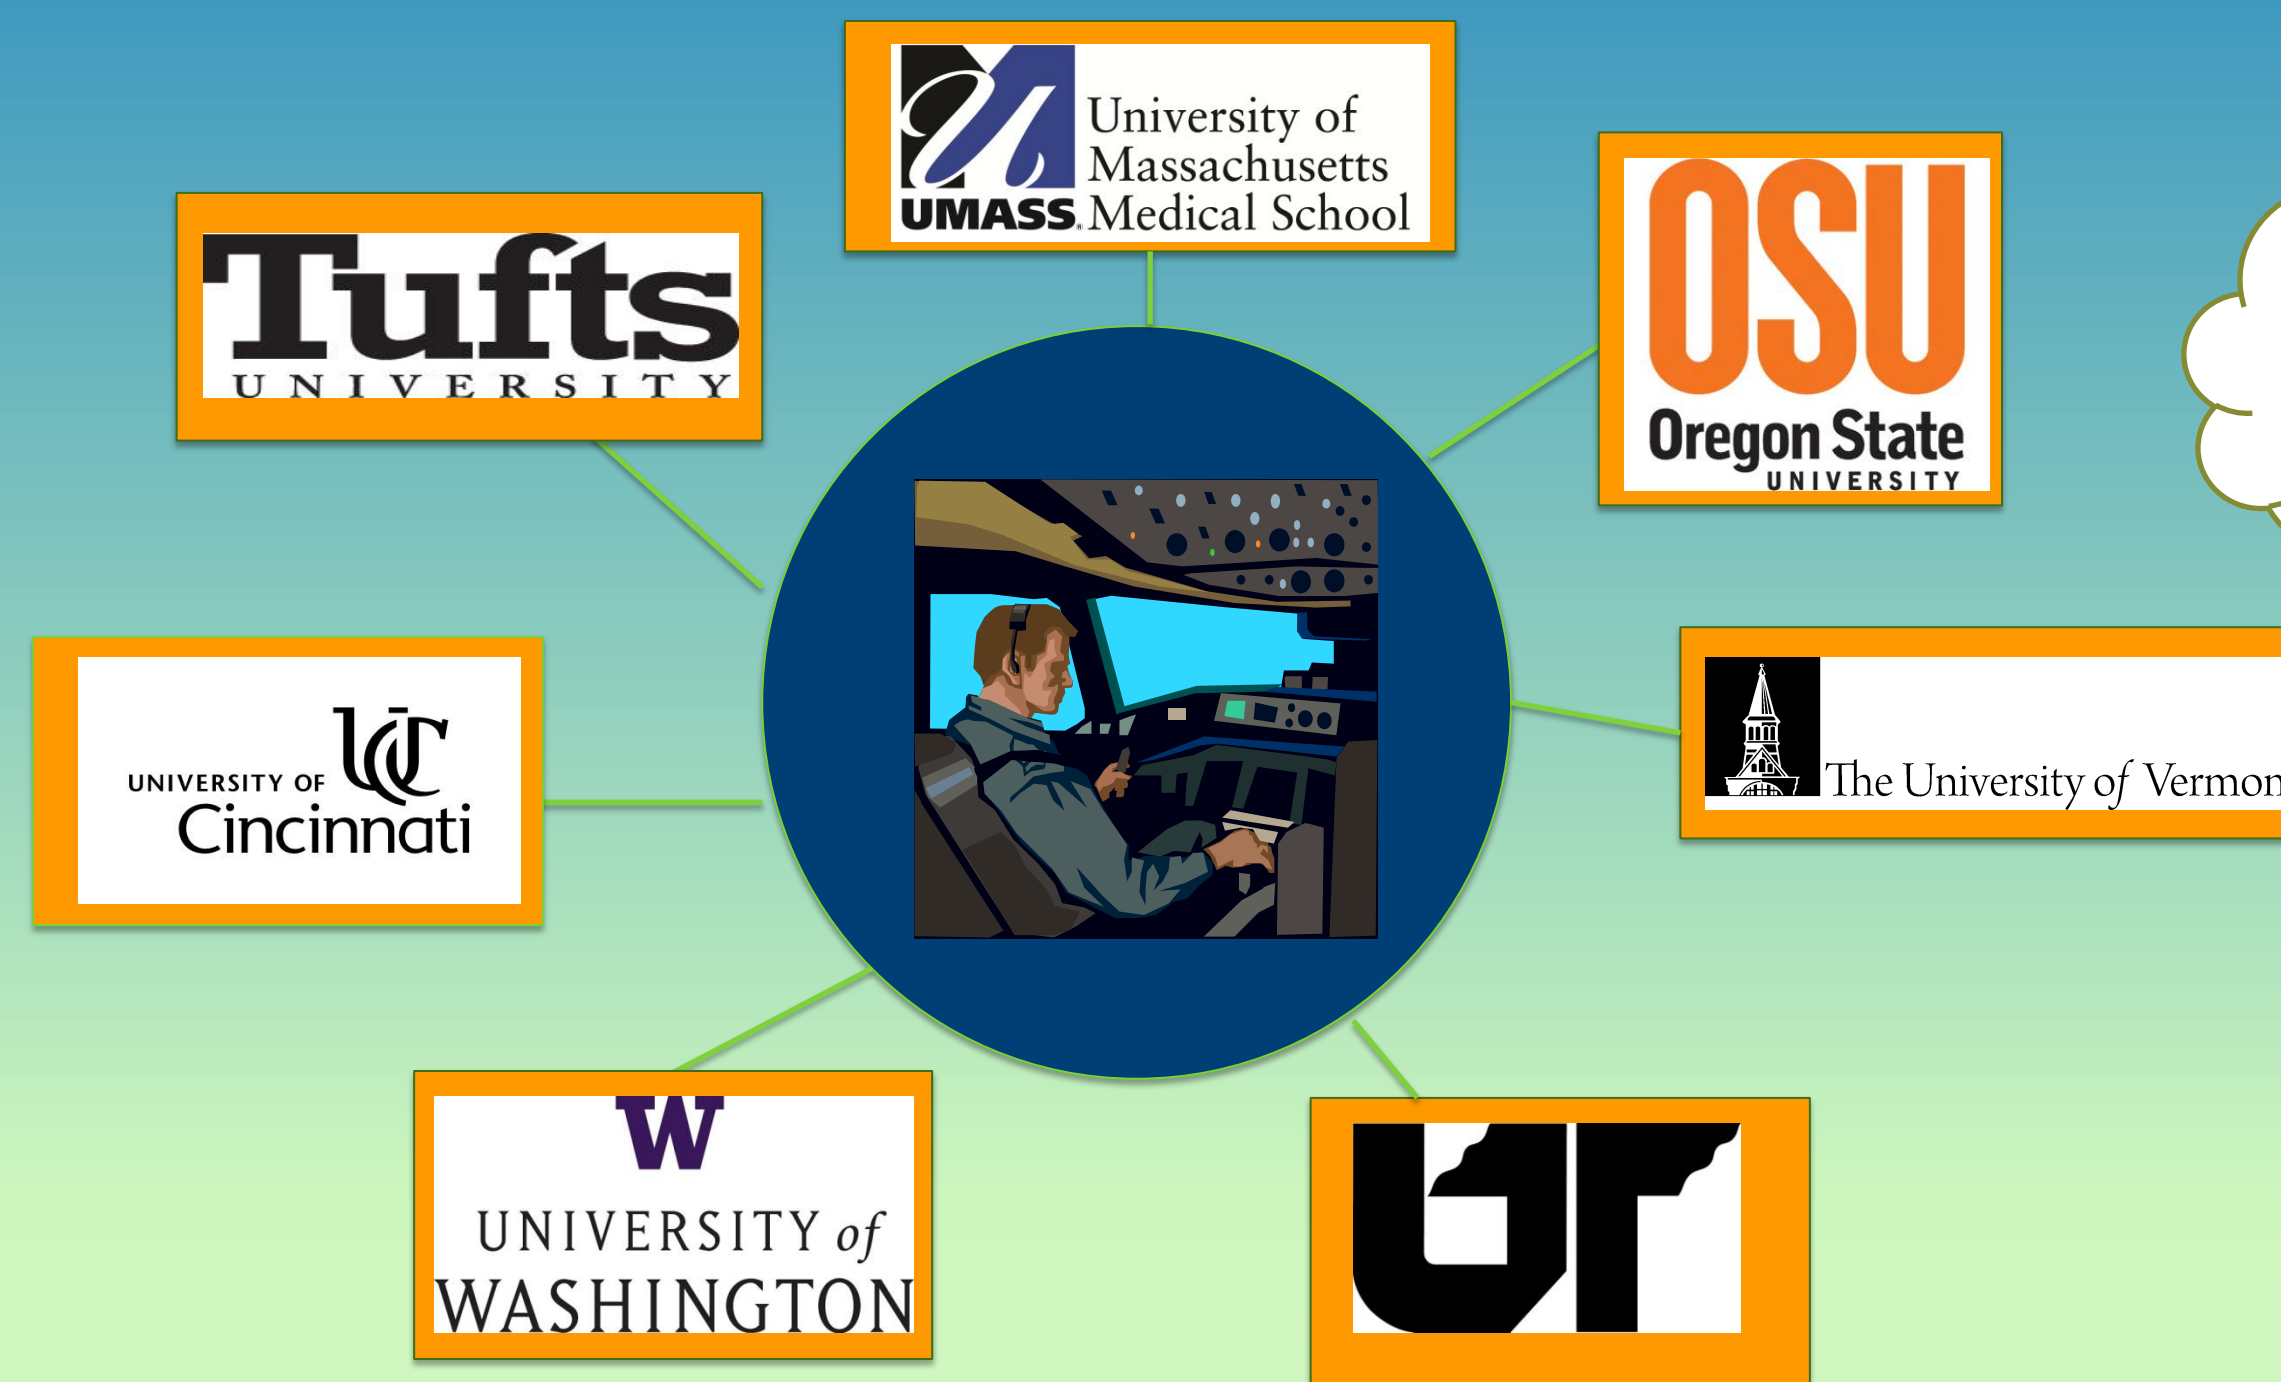 University of
Massachusetts
UMASS® Medical School
Tufts
UNIVERSITY
OSU
Oregon State
UNIVERSITY
UC
UNIVERSITY OF
Cincinnati
The University of Vermon
W
UNIVERSITY of
WASHINGTON
UT